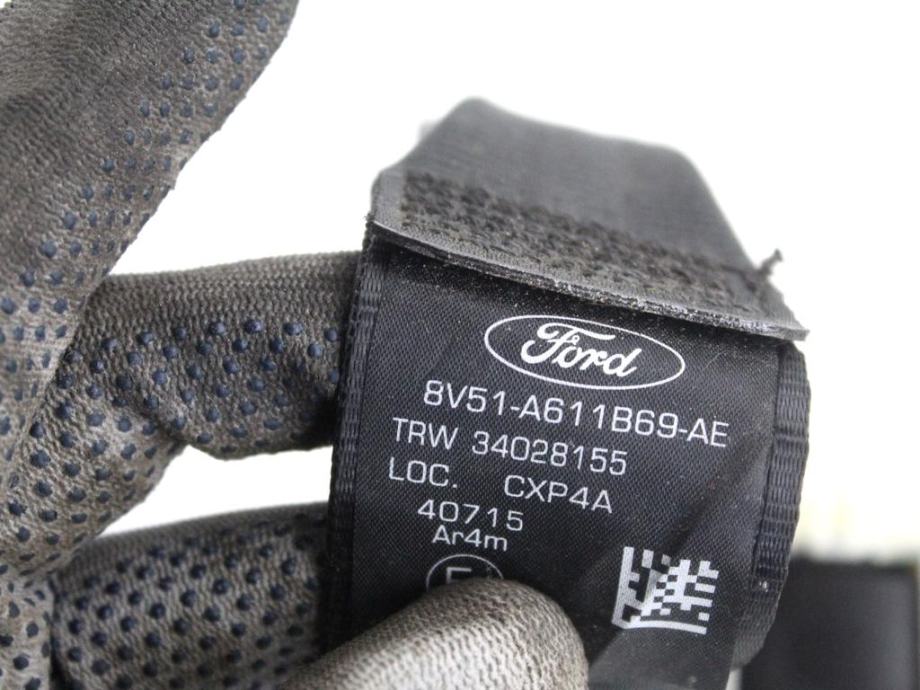 Ford
8V51-A611B69-AE
TRW 34028155
LOC. CXP4A
40715
Ar4m